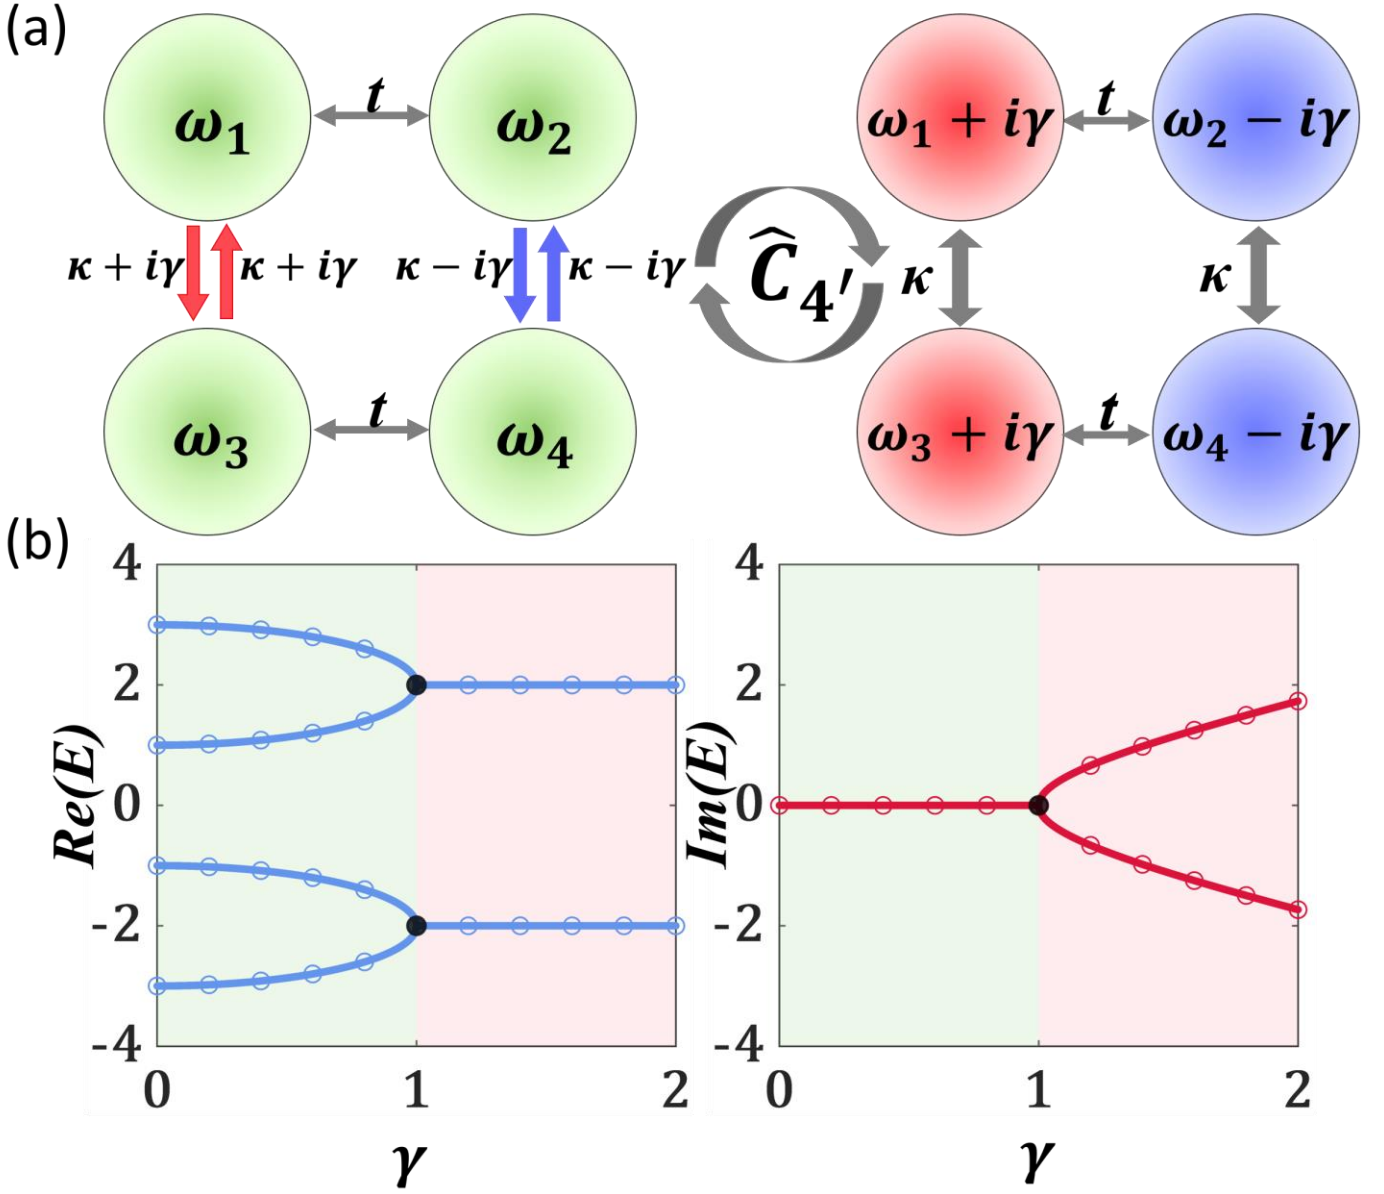 (a)
ω1 t ω2
κ + iγ κ + iγ κ − iγ κ − iγ
ω3 t ω4
Ĉ4′
ω1 + iγ t ω2 − iγ
κ κ
ω3 + iγ t ω4 − iγ
(b)
Re(E)
4
2
0
-2
-4
0 1 2
γ
Im(E)
4
2
0
-2
-4
0 1 2
γ